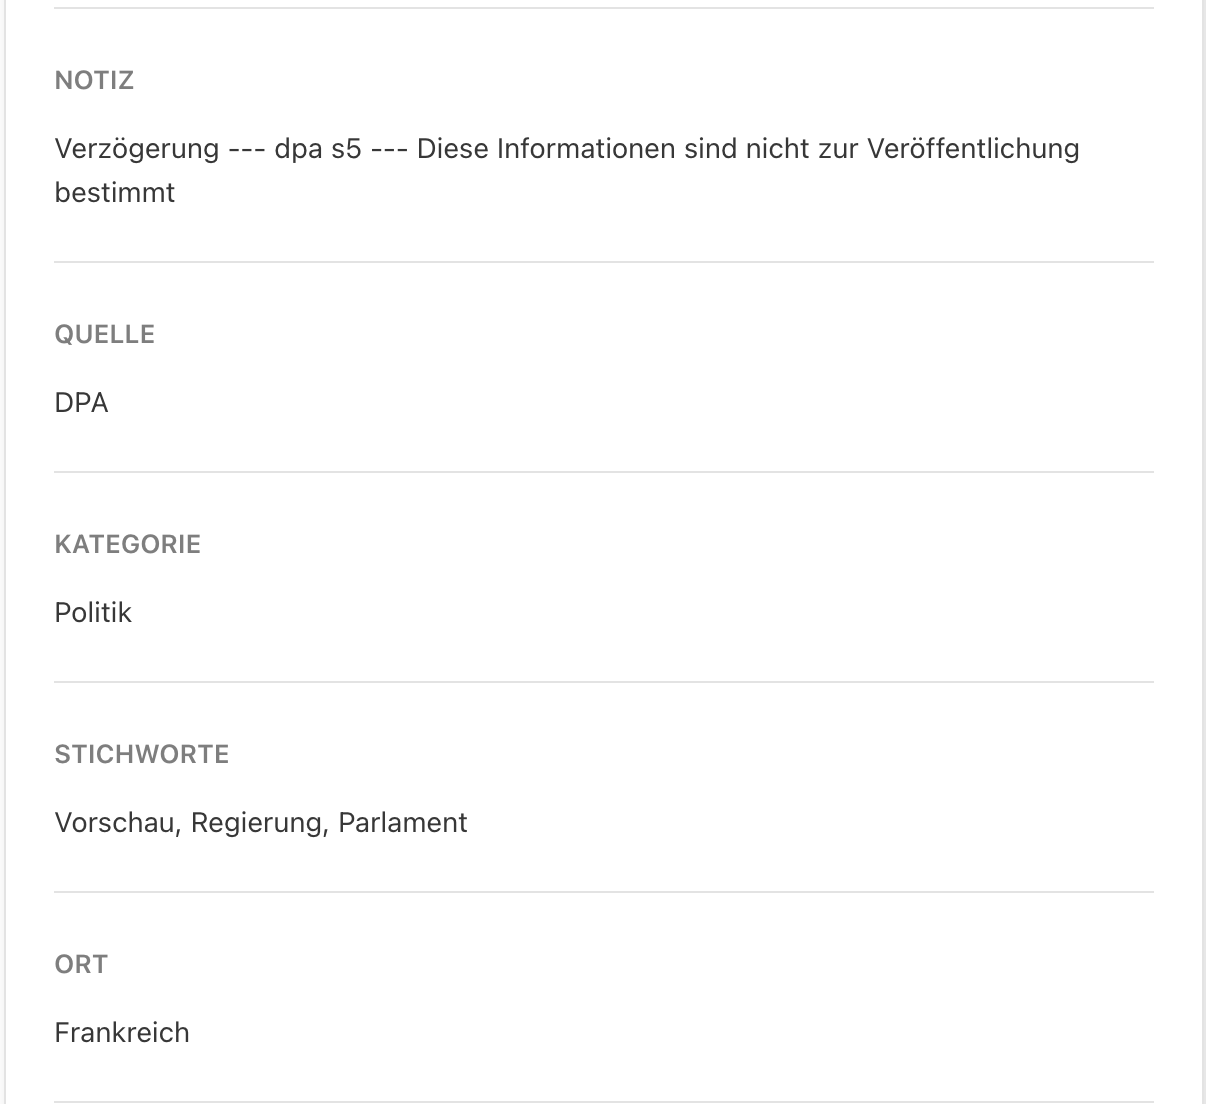 NOTIZ
Verzögerung --- dpa s5 --- Diese Informationen sind nicht zur Veröffentlichung
bestimmt
QUELLE
DPA
KATEGORIE
Politik
STICHWORTE
Vorschau, Regierung, Parlament
ORT
Frankreich